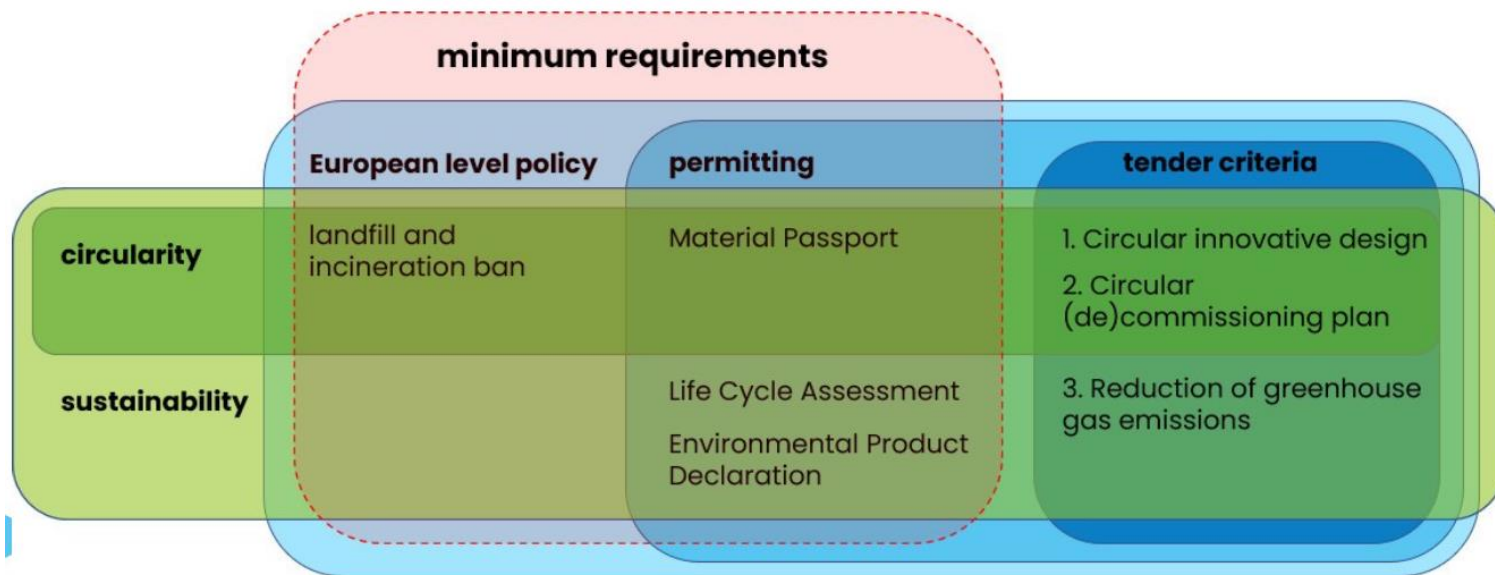 minimum requirements
European level policy
permitting
tender criteria
circularity
landfill and
incineration ban
Material Passport
1. Circular innovative design
2. Circular
(de)commissioning plan
sustainability
Life Cycle Assessment
Environmental Product
Declaration
3. Reduction of greenhouse
gas emissions